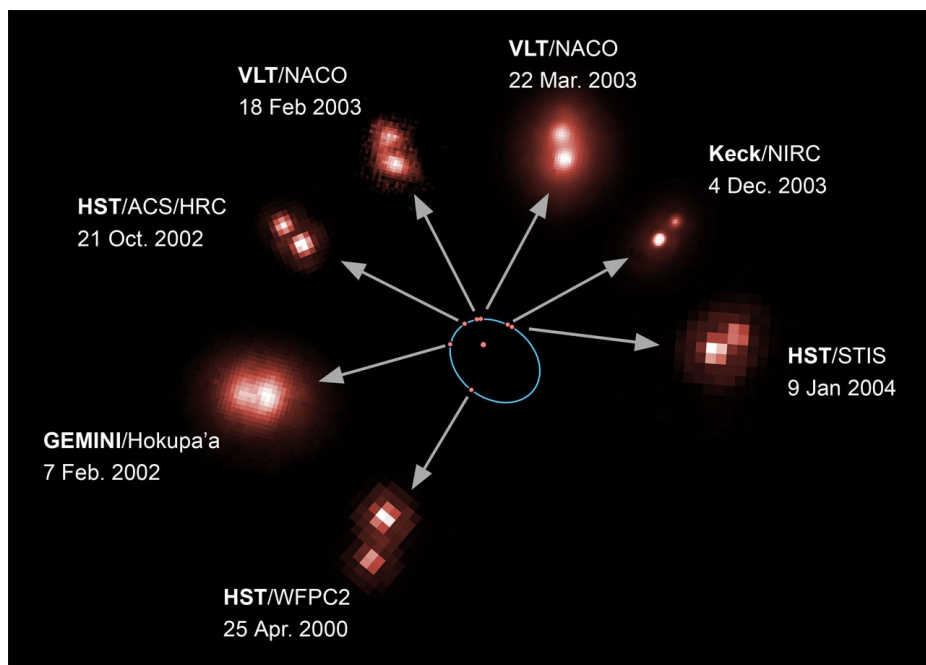 VLT/NACO
22 Mar. 2003
VLT/NACO
18 Feb 2003
Keck/NIRC
4 Dec. 2003
HST/ACS/HRC
21 Oct. 2002
HST/STIS
9 Jan 2004
GEMINI/Hokupa'a
7 Feb. 2002
HST/WFPC2
25 Apr. 2000